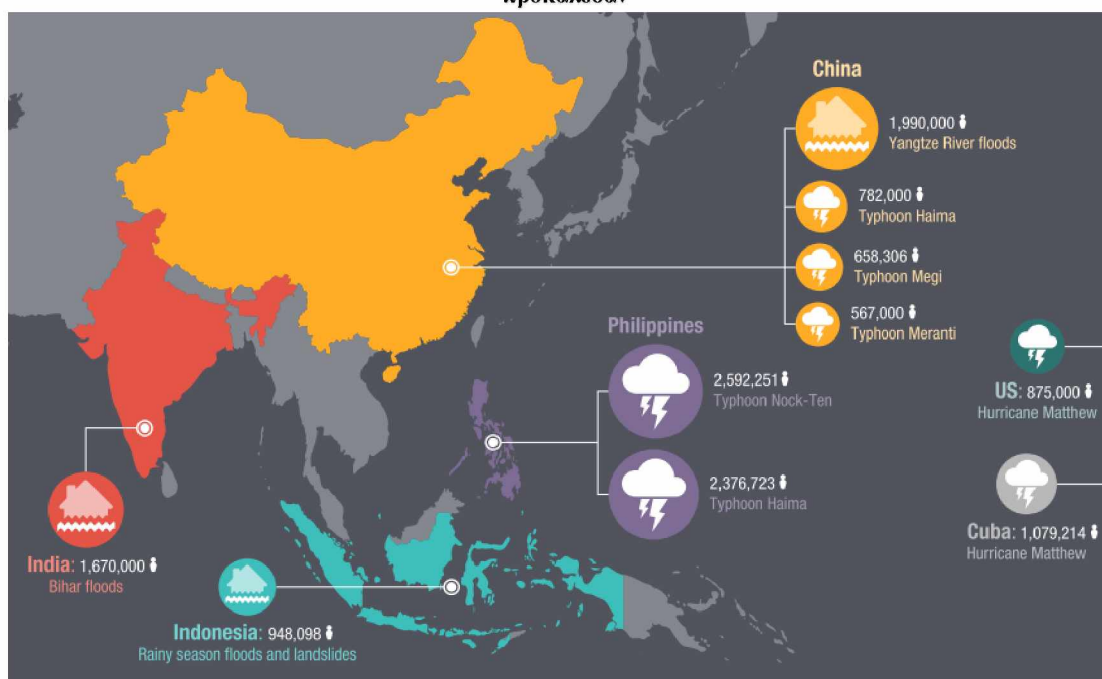 China
1,990,000
Yangtze River floods
782,000
Typhoon Haima
658,306
Typhoon Megi
567,000
Typhoon Meranti
Philippines
2,592,251
Typhoon Nock-Ten
2,376,723
Typhoon Haima
US: 875,000
Hurricane Matthew
Cuba: 1,079,214
Hurricane Matthew
India: 1,670,000
Bihar floods
Indonesia: 948,098
Rainy season floods and landslides